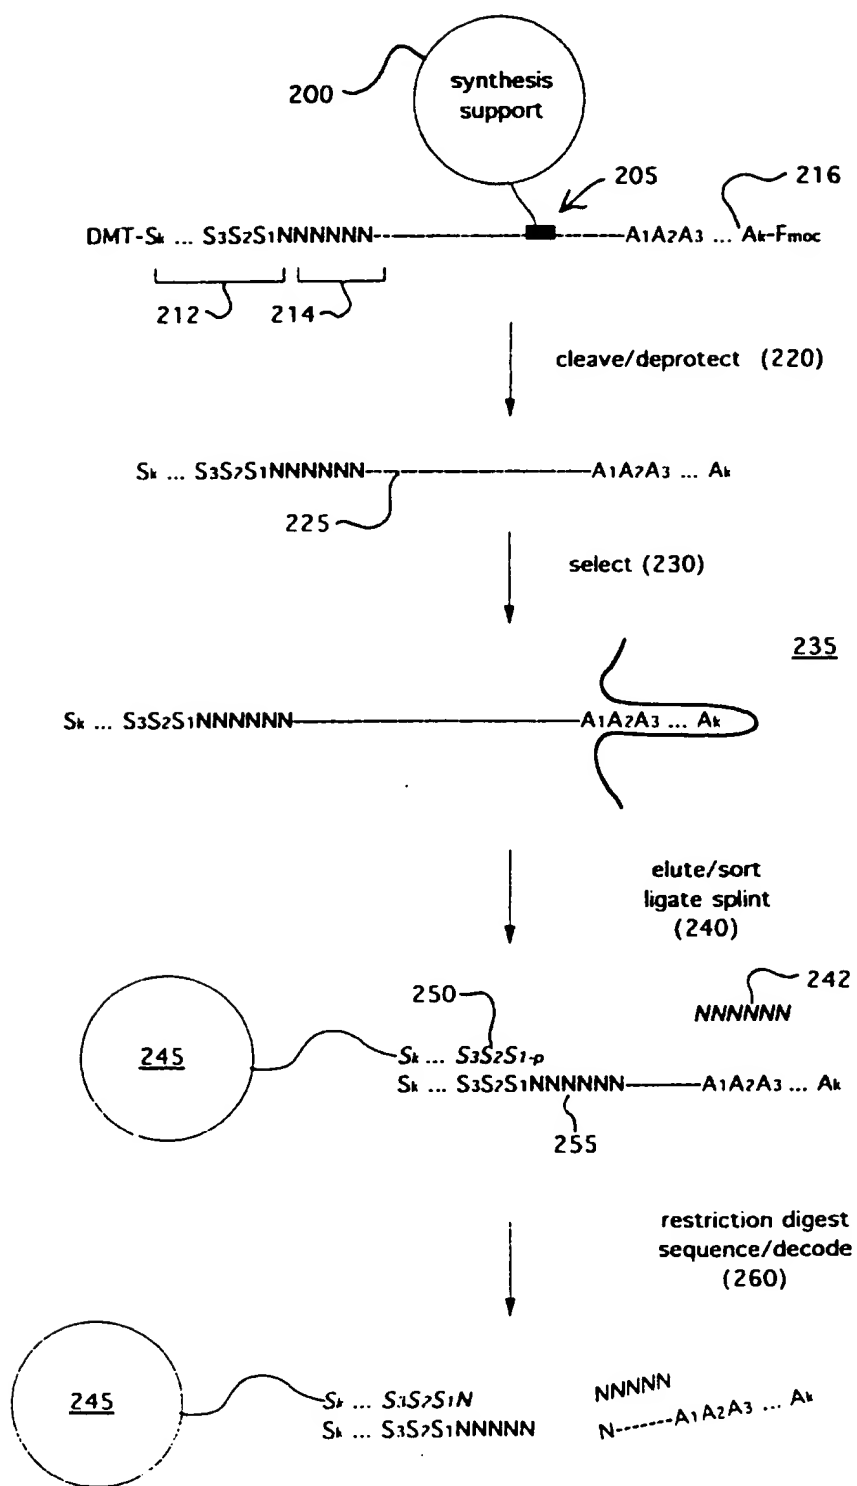 synthesis
support
200
205
216
DMT-Sk ... S3S2S1NNNNNN
A1A2A3 ... Ak-Fmoc
212
214
cleave/deprotect (220)
Sk ... S3S2S1NNNNNN
A1A2A3 ... Ak
225
select (230)
235
Sk ... S3S2S1NNNNNN
A1A2A3 ... Ak
elute/sort
ligate splint
(240)
250
242
NNNNNN
245
Sk ... S3S2S1-p
Sk ... S3S2S1NNNNNN
A1A2A3 ... Ak
255
restriction digest
sequence/decode
(260)
245
Sk ... S3S2S1N
NNNNN
Sk ... S3S2S1NNNNN
N-------A1A2A3 ... Ak